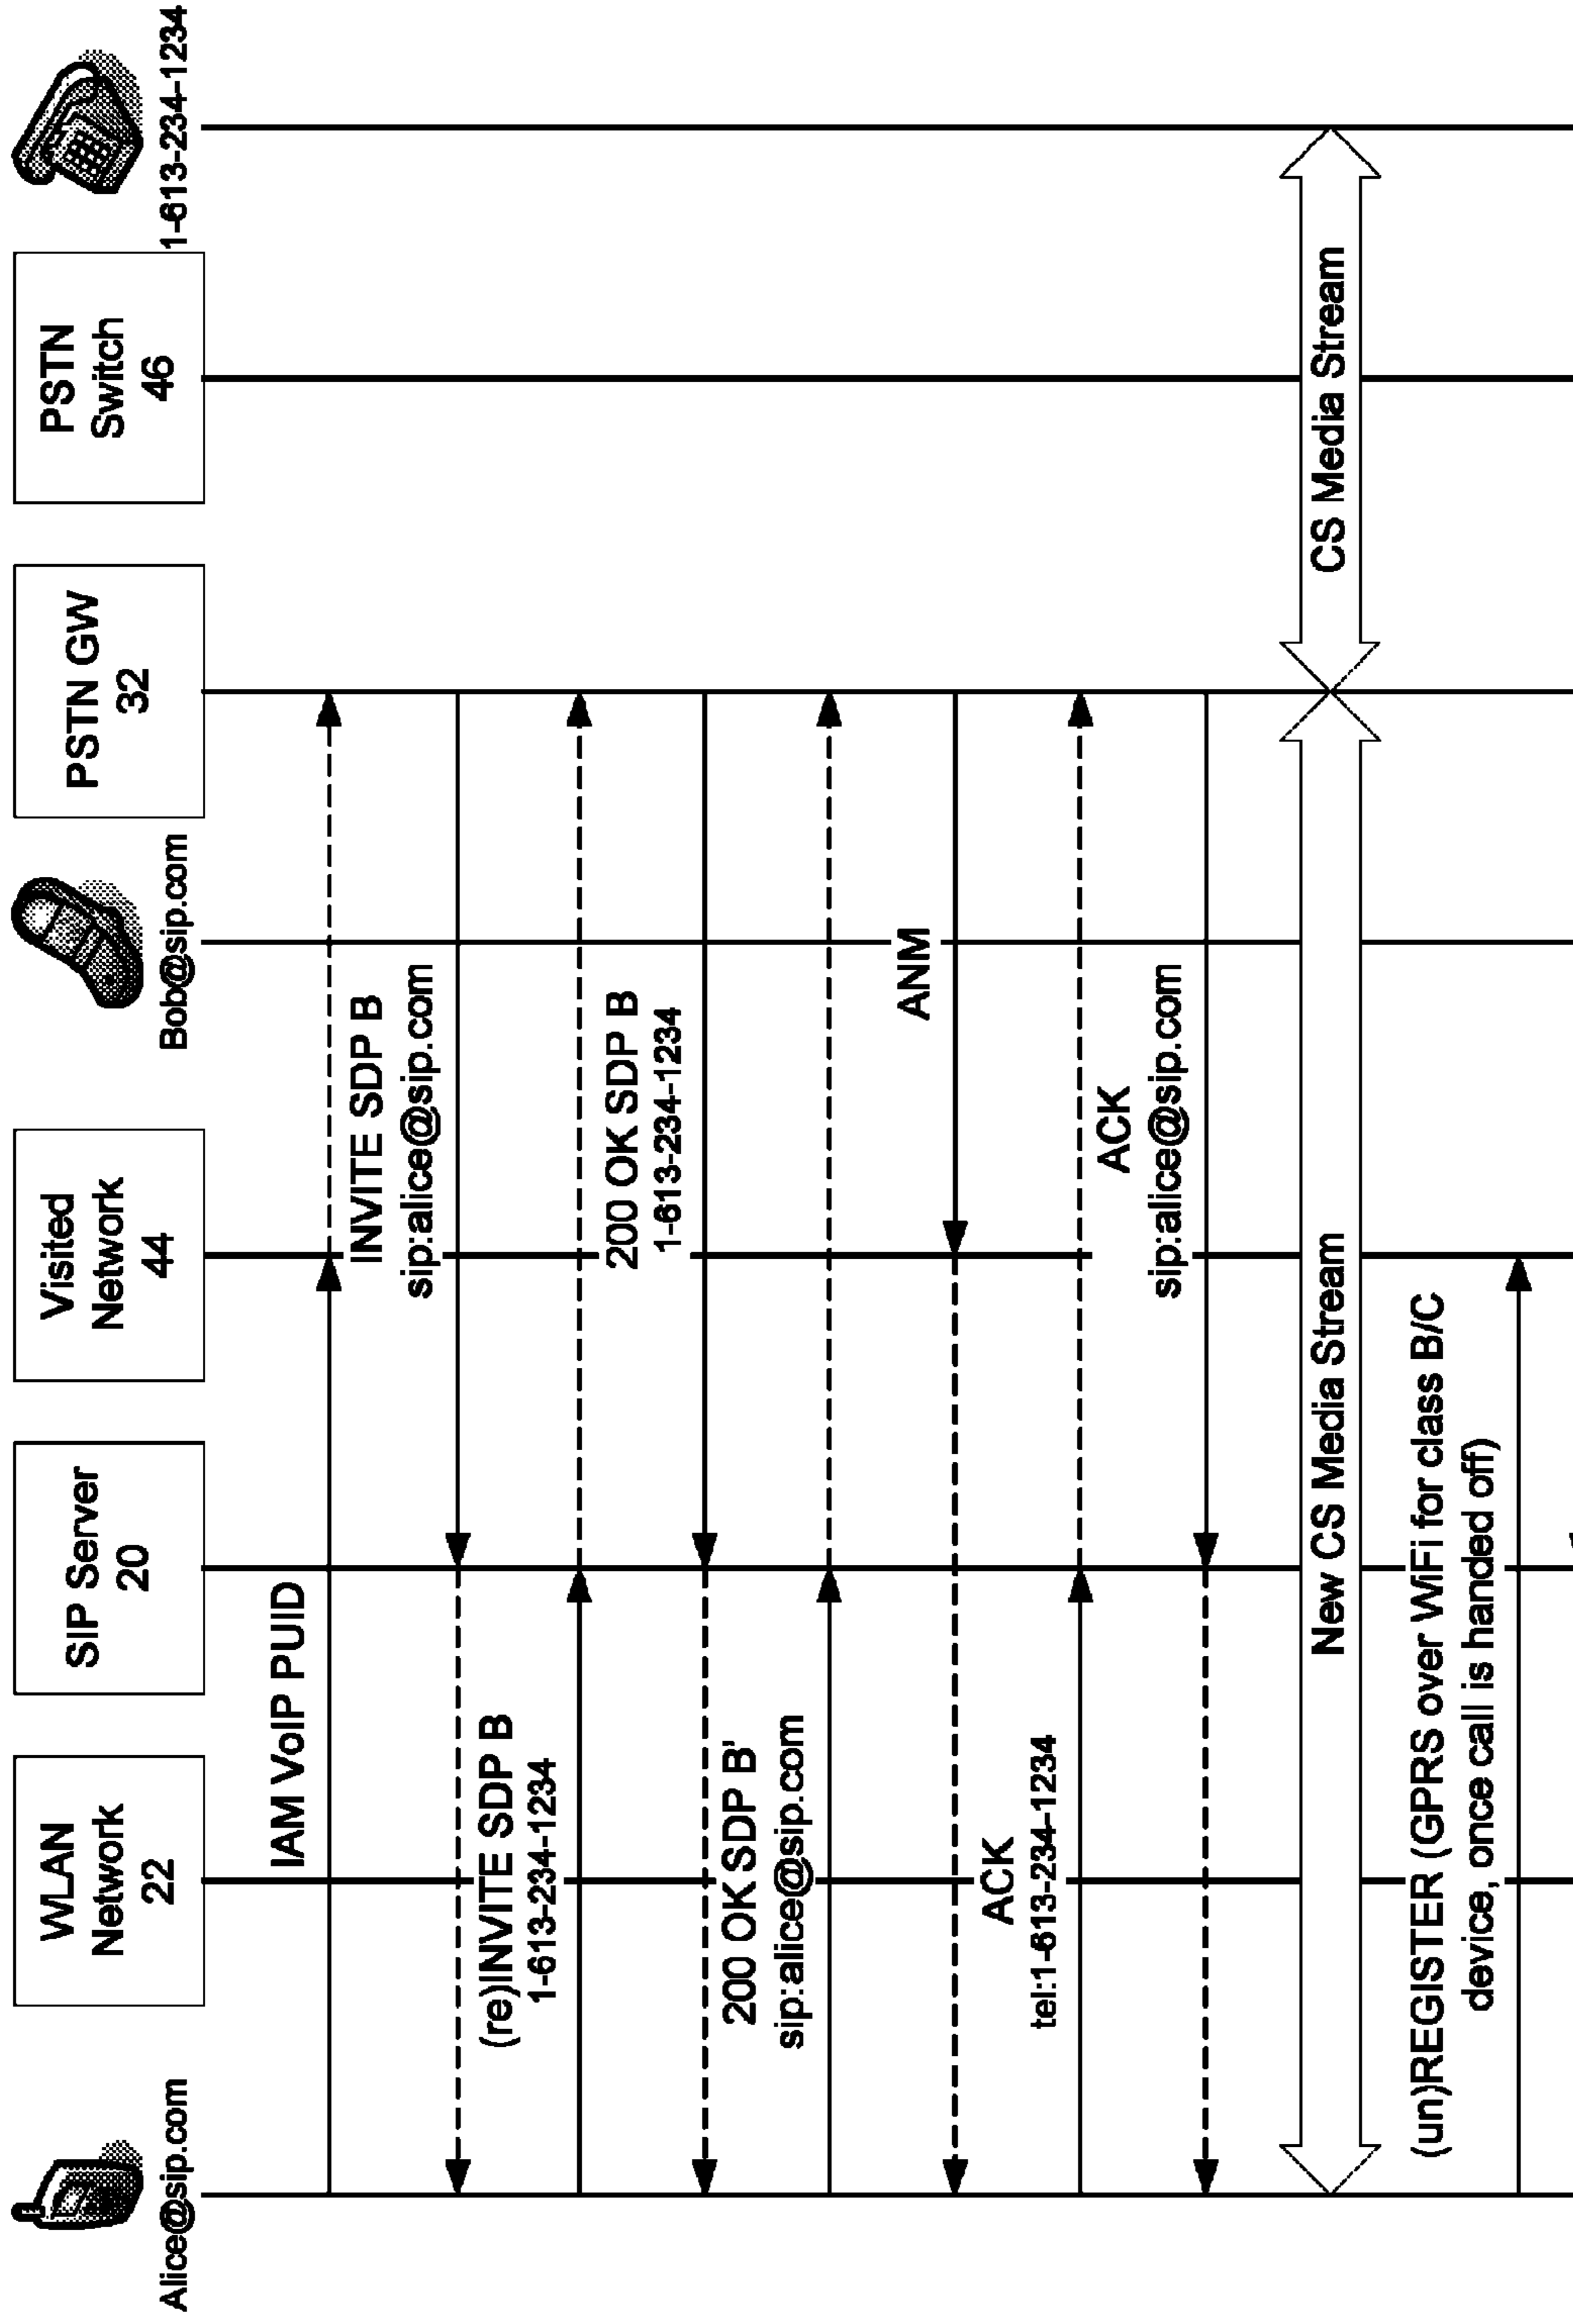 Alice@sip.com
WLAN
Network
22
SIP Server
20
Visited
Network
44
Bob@sip.com
PSTN GW
32
PSTN
Switch
46
1-613-234-1234
IAM VoIP PUID
INVITE SDP B
sip:alice@sip.com
(re)INVITE SDP B
1-613-234-1234
200 OK SDP B
1-613-234-1234
200 OK SDP B'
sip:alice@sip.com
ANM
ACK
tel:1-613-234-1234
ACK
sip:alice@sip.com
New CS Media Stream
CS Media Stream
(un)REGISTER ((GPRS over WiFi for class B/C
device, once call is handed off)